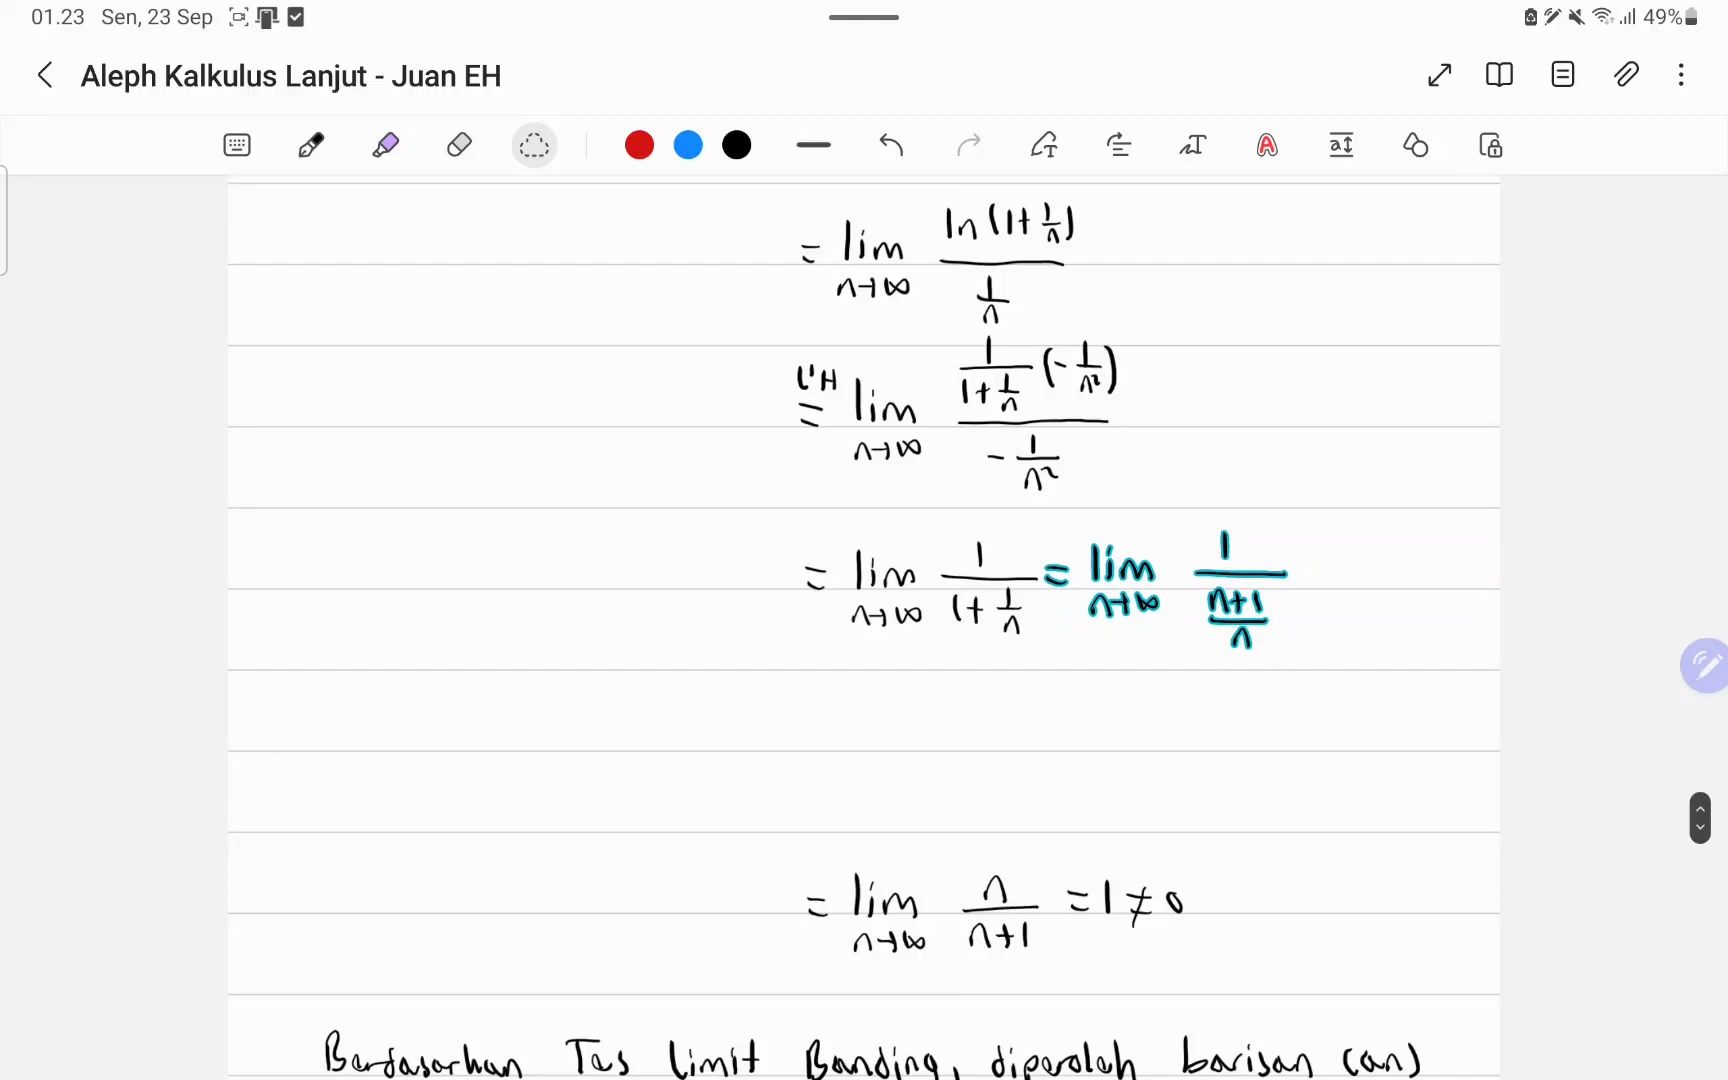 01.23 Sen, 23 Sep 49%
Aleph Kalkulus Lanjut - Juan EH
= lim n→∞ ln(1+1/n) / (1/n)
L'H = lim n→∞ (1/(1+1/n) (-1/n²)) / (-1/n²)
= lim n→∞ 1/(1+1/n) = lim n→∞ 1/((n+1)/n)
= lim n→∞ n/(n+1) = 1 ≠ 0
Berdasarkan Tes Limit Banding, diperoleh barisan (an)